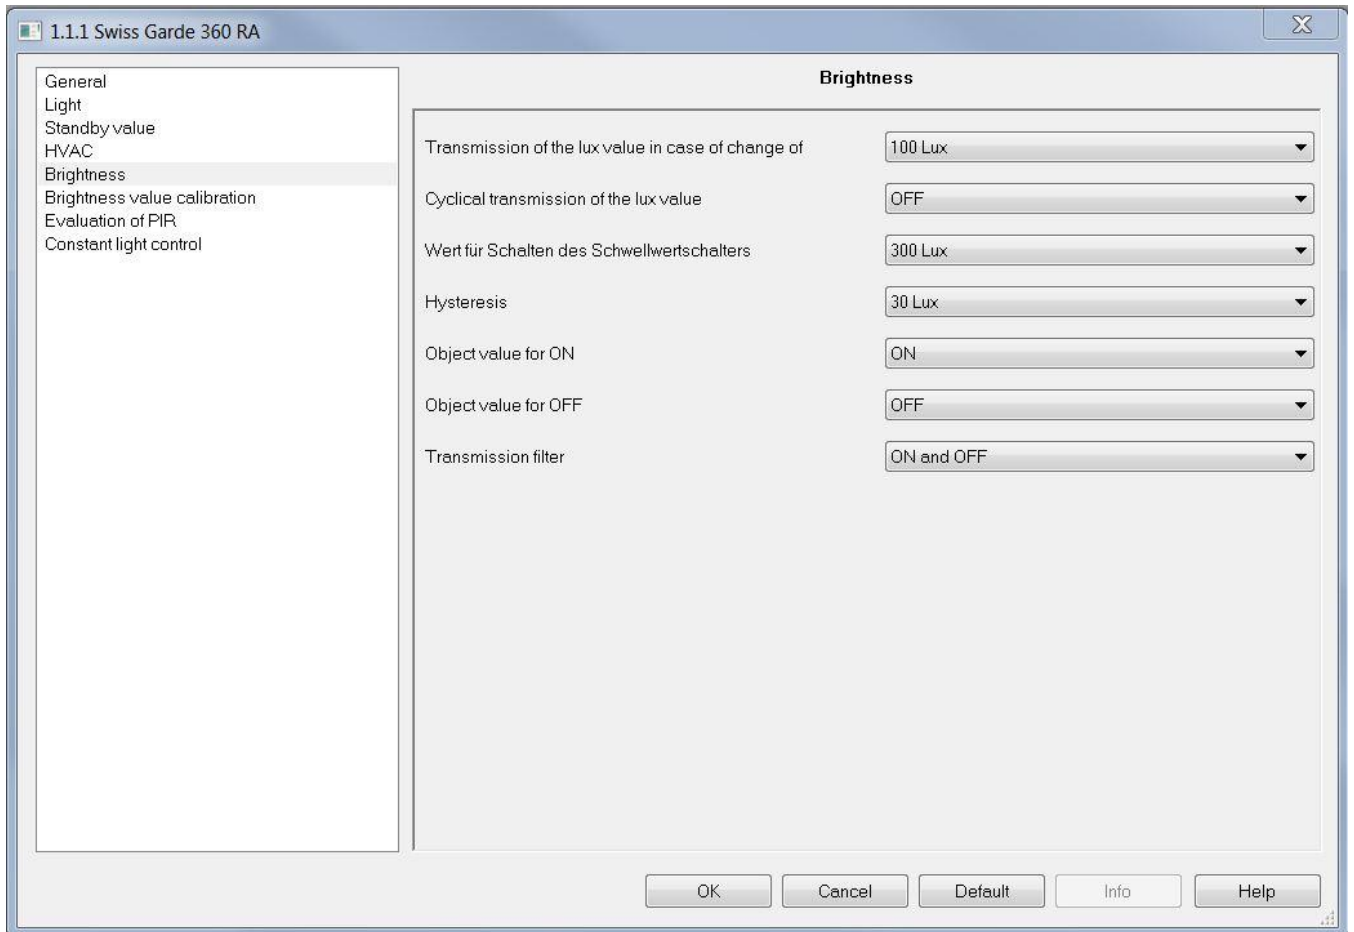 1.1.1 Swiss Garde 360 RA
General
Light
Standby value
HVAC
Brightness
Brightness value calibration
Evaluation of PIR
Constant light control
Brightness
Transmission of the lux value in case of change of 100 Lux
Cyclical transmission of the lux value OFF
Wert für Schalten des Schwellwertschalters 300 Lux
Hysteresis 30 Lux
Object value for ON ON
Object value for OFF OFF
Transmission filter ON and OFF
OK Cancel Default Info Help